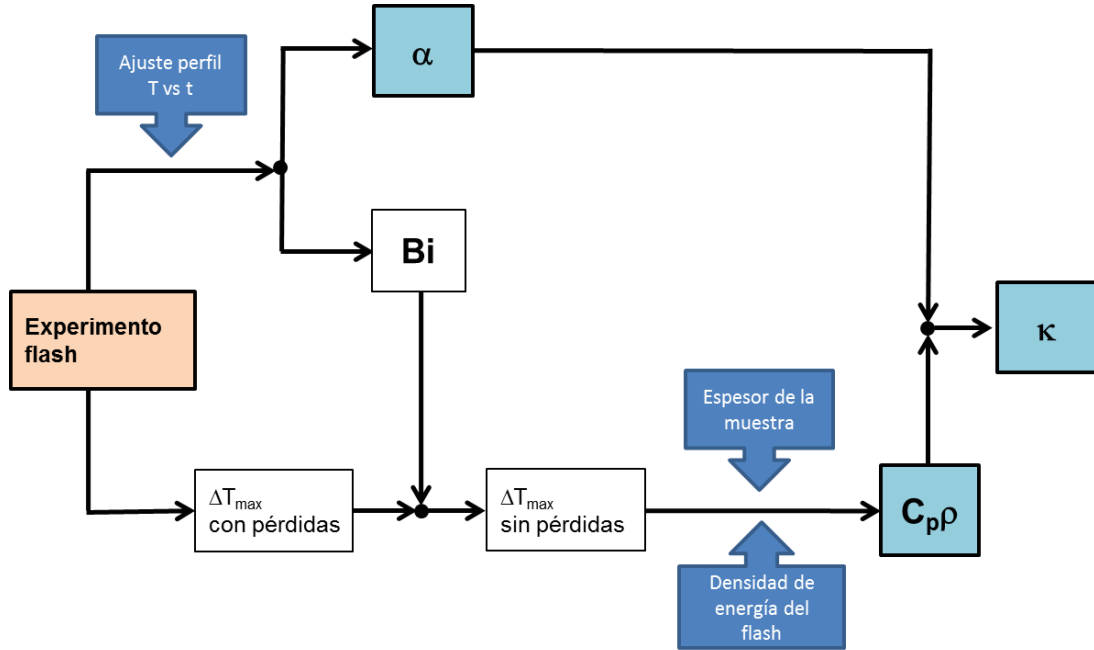 Ajuste perfil
T vs t
α
Bi
Experimento
flash
κ
Espesor de la
muestra
ΔTmax
con pérdidas
ΔTmax
sin pérdidas
Cpρ
Densidad de
energía del
flash